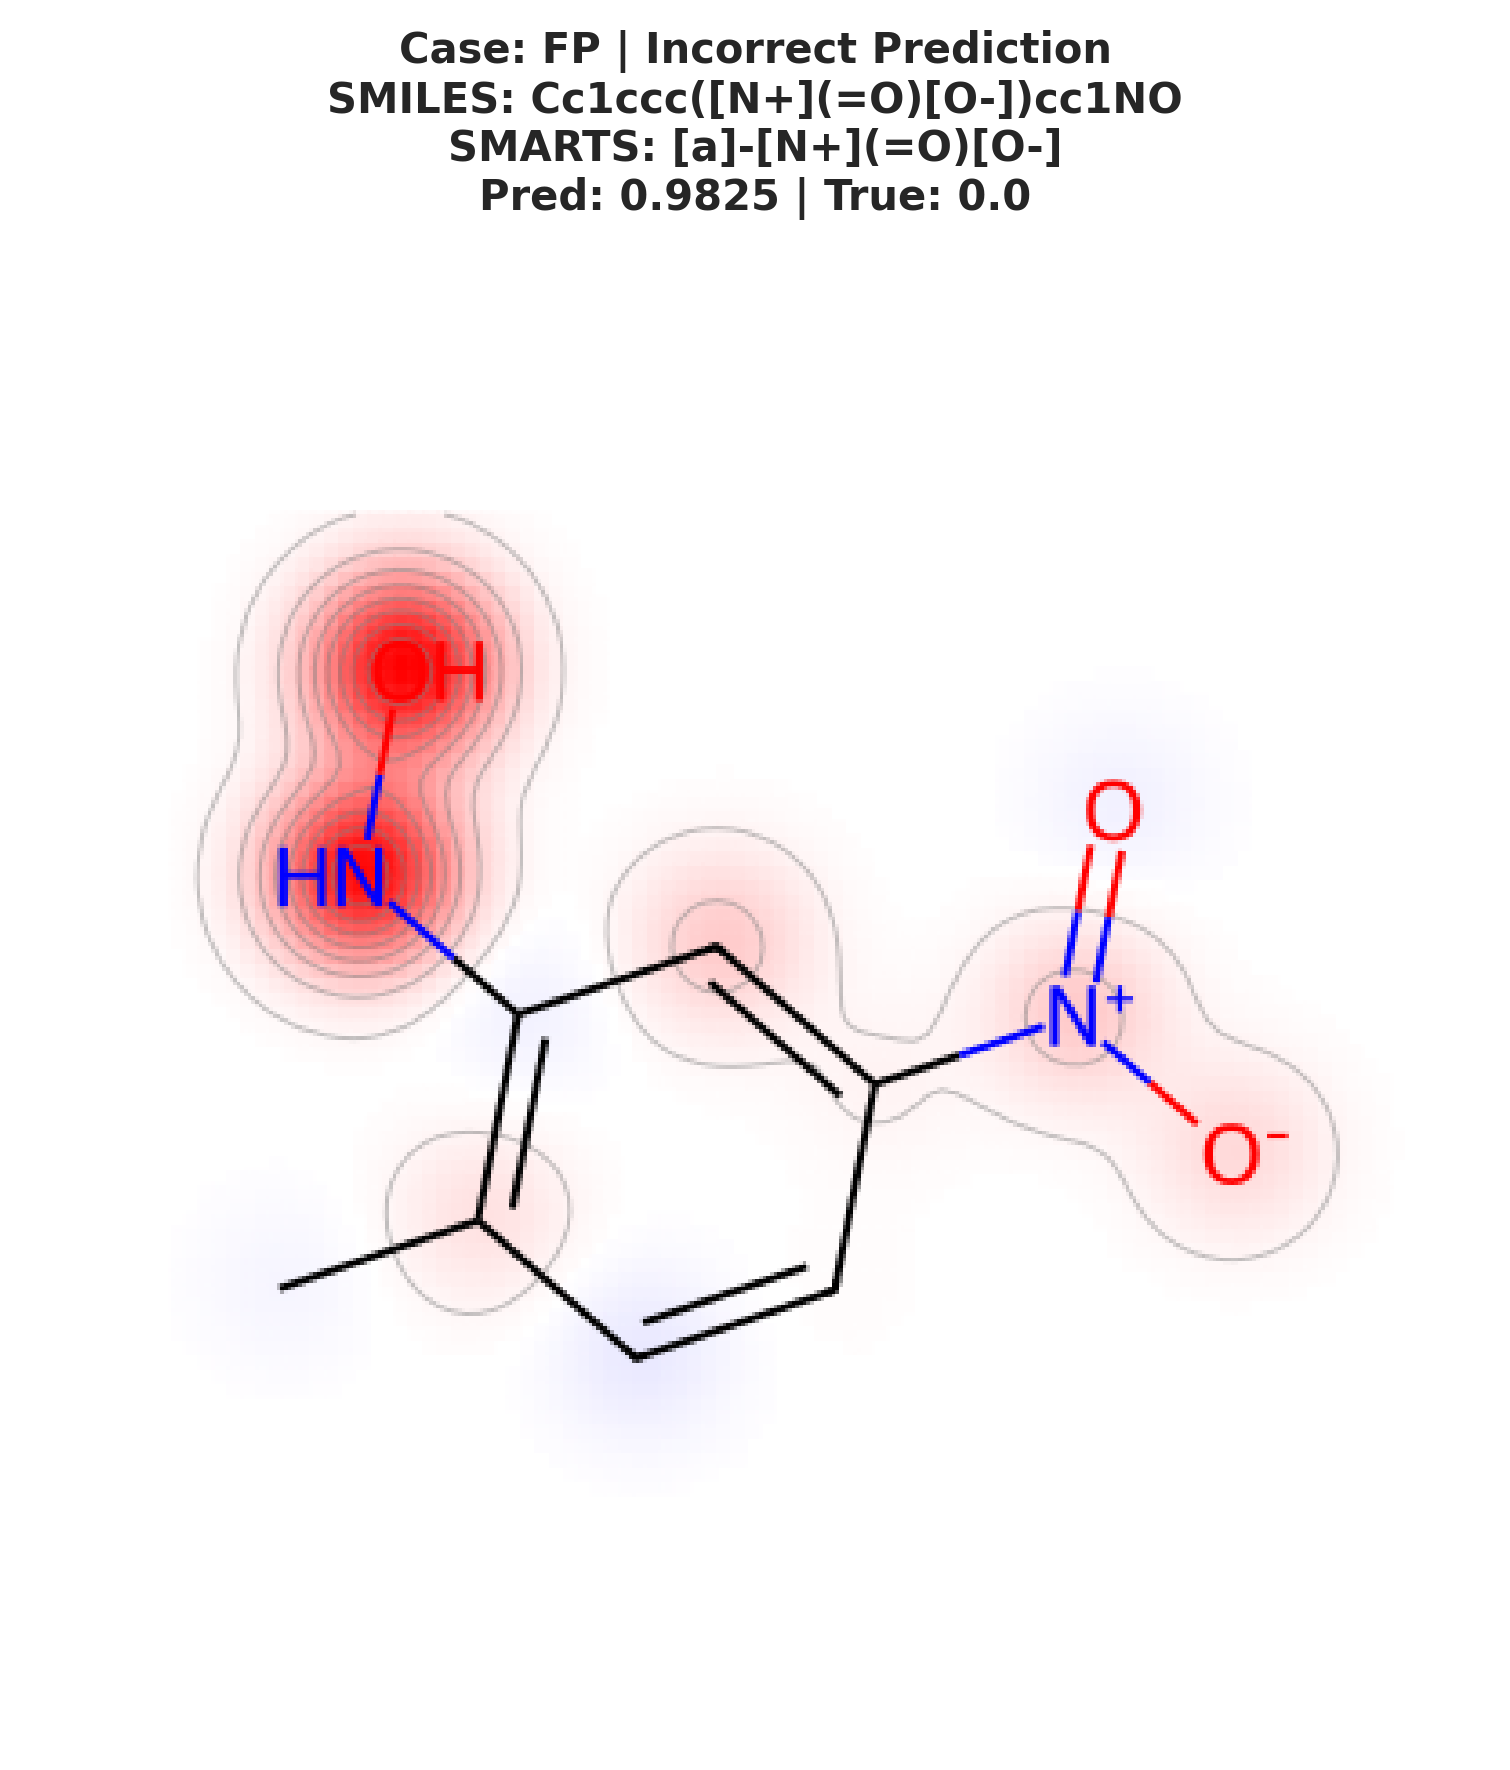 Case: FP | Incorrect Prediction
SMILES: Cc1ccc([N+](=O)[O-])cc1NO
SMARTS: [a]-[N+](=O)[O-]
Pred: 0.9825 | True: 0.0
OH
O
HN
N+
O−